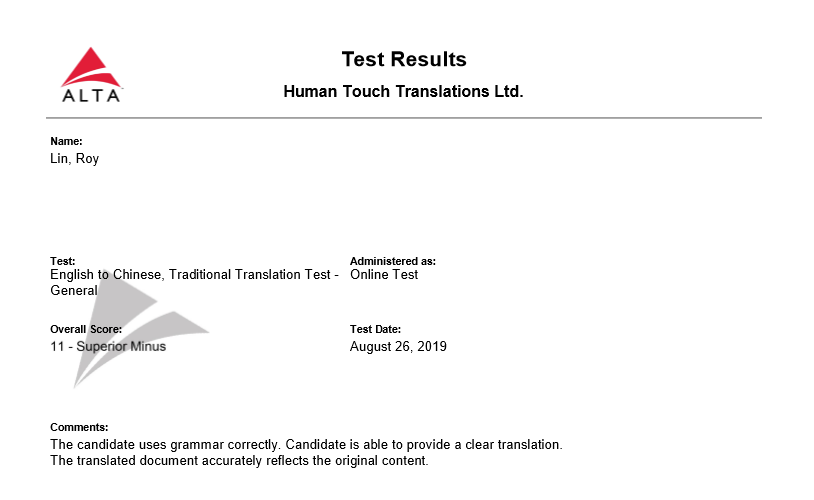 ALTA
Test Results
Human Touch Translations Ltd.
Name:
Lin, Roy
Test:
English to Chinese, Traditional Translation Test -
General
Administered as:
Online Test
Overall Score:
11 - Superior Minus
Test Date:
August 26, 2019
Comments:
The candidate uses grammar correctly. Candidate is able to provide a clear translation.
The translated document accurately reflects the original content.